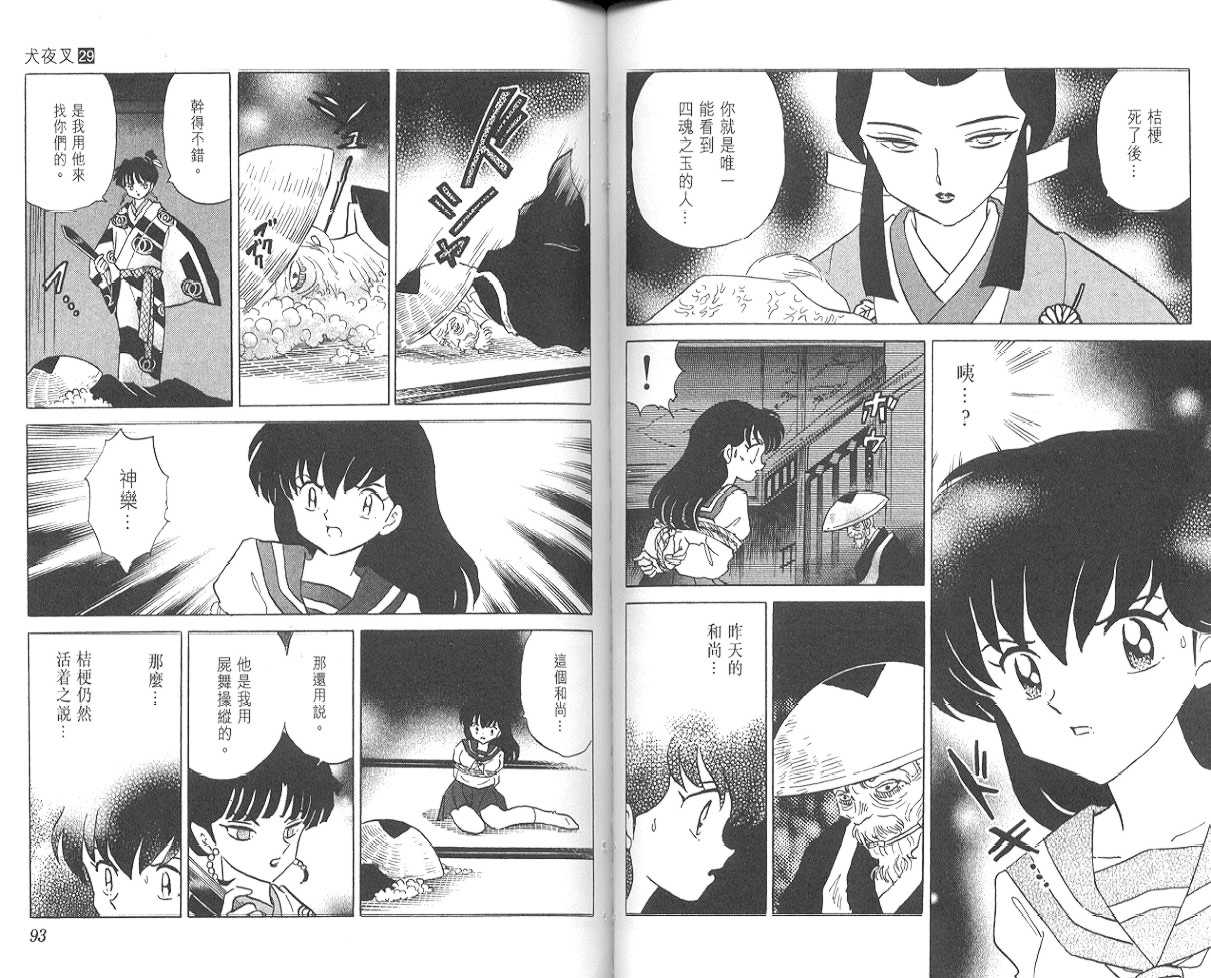 犬夜叉 29
桔梗
死了後…
你就是唯一
能看到
四魂之玉的人…
咦…?
ボウ…
!
昨天的
和尚…
幹得不錯。
是我用他來
找你們的。
神樂…
這個和尚…
那還用說。
他是我用
屍舞操縱的。
那麼…
桔梗仍然
活着之說…
93